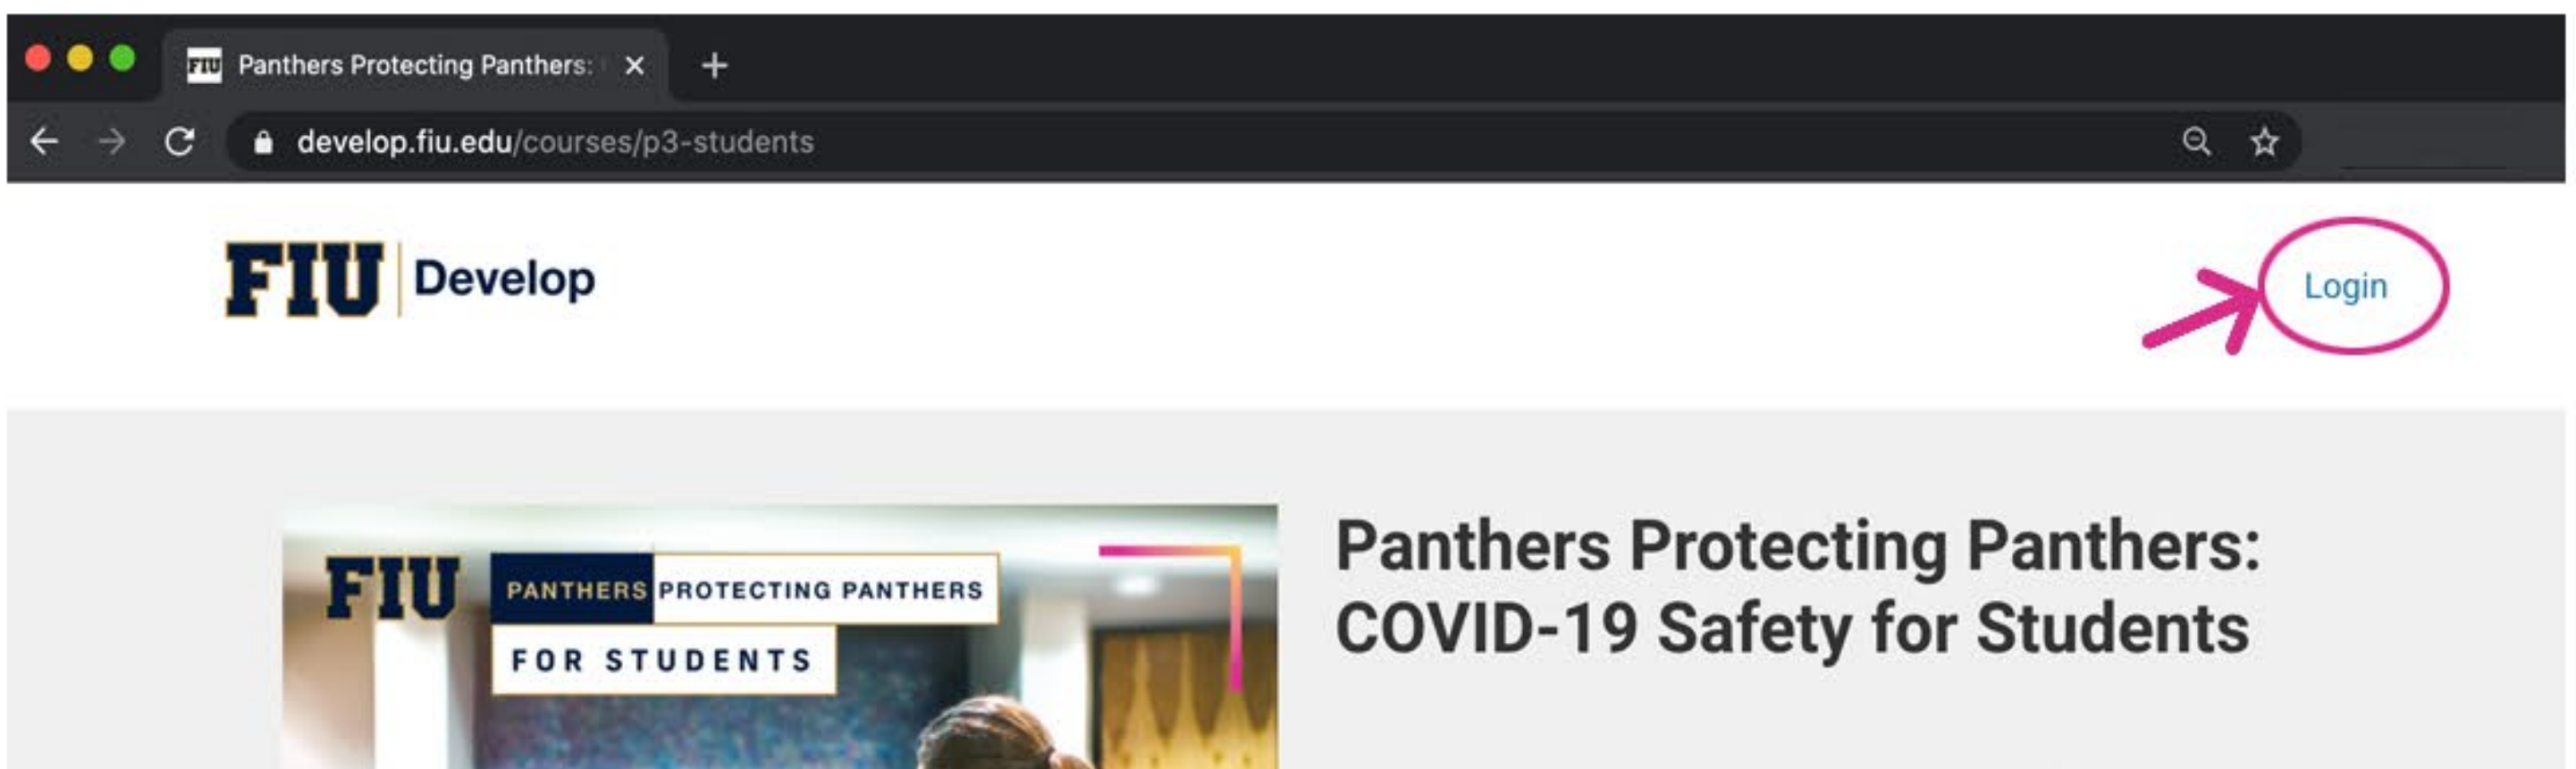 FIU Panthers Protecting Panthers:
develop.fiu.edu/courses/p3-students
FIU Develop
Login
FIU PANTHERS PROTECTING PANTHERS
FOR STUDENTS
Panthers Protecting Panthers:
COVID-19 Safety for Students